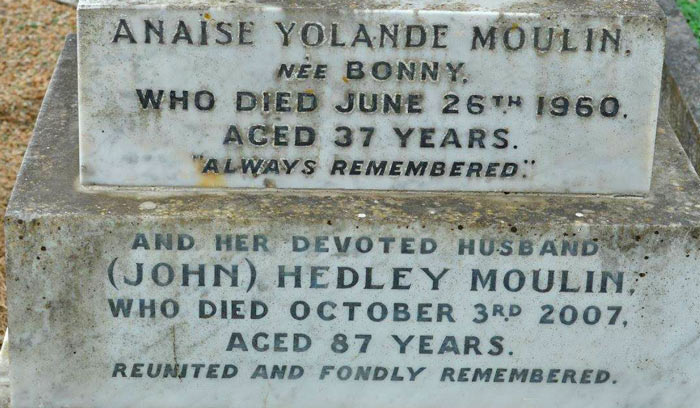 ANAISE YOLANDE MOULIN,
NÉE BONNY,
WHO DIED JUNE 26TH 1960,
AGED 37 YEARS.
"ALWAYS REMEMBERED."
AND HER DEVOTED HUSBAND
(JOHN) HEDLEY MOULIN,
WHO DIED OCTOBER 3RD 2007,
AGED 87 YEARS.
REUNITED AND FONDLY REMEMBERED.